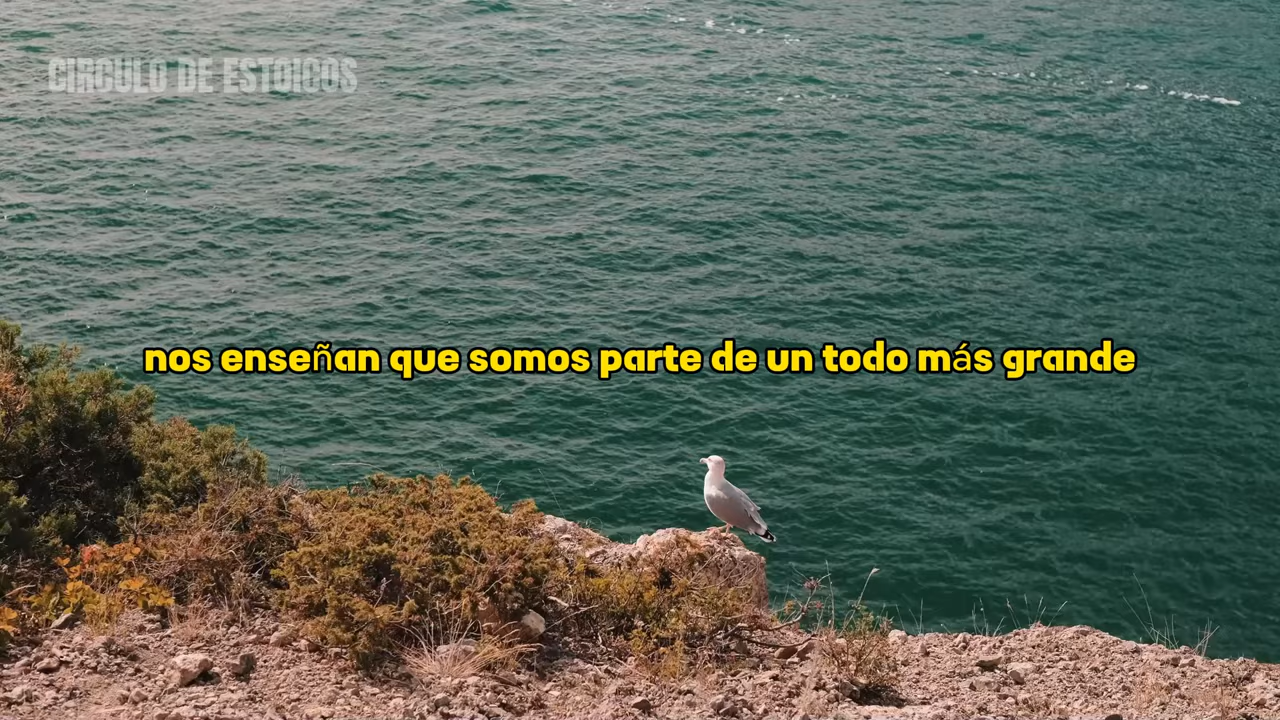 CIRCULO DE ESTOICOS
nos enseñan que somos parte de un todo más grande